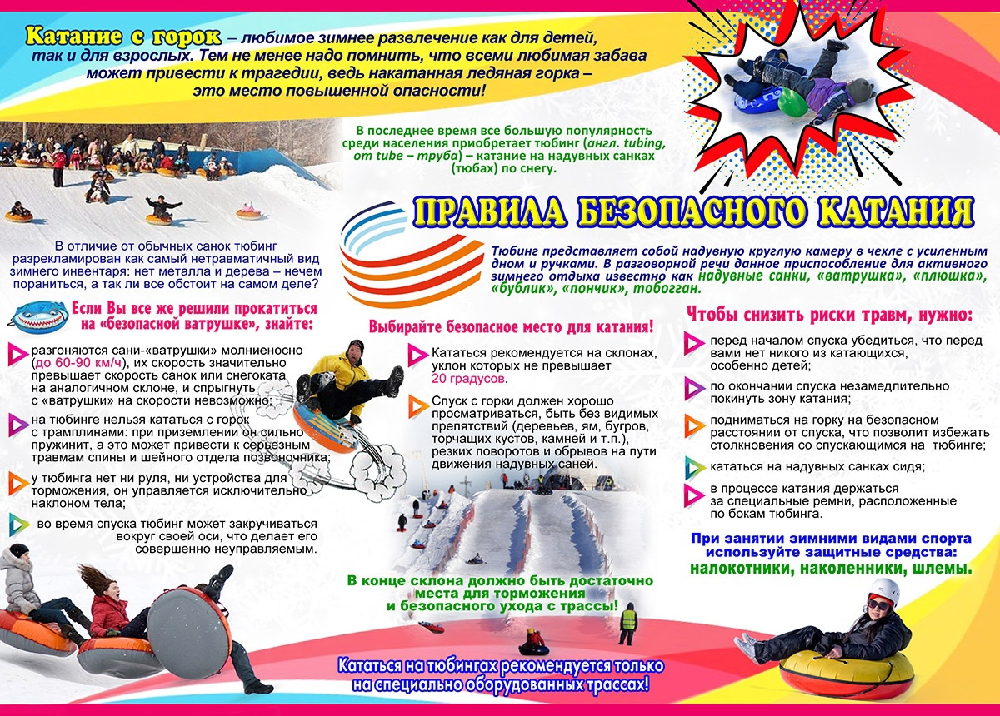 Катание с горок – любимое зимнее развлечение как для детей,
так и для взрослых. Тем не менее надо помнить, что всеми любимая забава
может привести к трагедии, ведь накатанная ледяная горка –
это место повышенной опасности!
В последнее время все большую популярность
среди населения приобретает тюбинг (англ. tubing,
от tube – труба) – катание на надувных санках
(тюбах) по снегу.
ПРАВИЛА БЕЗОПАСНОГО КАТАНИЯ
Тюбинг представляет собой надувную круглую камеру в чехле с усиленным
дном и ручками. В разговорной речи данное приспособление для активного
зимнего отдыха известно как надувные санки, «ватрушка», «плюшка»,
«бублик», «пончик», тобогган.
В отличие от обычных санок тюбинг
разрекламирован как самый нетравматичный вид
зимнего инвентаря: нет металла и дерева – нечем
пораниться, а так ли все обстоит на самом деле?
Если Вы все же решили прокатиться
на «безопасной ватрушке», знайте:
разгоняются сани-«ватрушки» молниеносно
(до 60-90 км/ч), их скорость значительно
превышает скорость санок или снегоката
на аналогичном склоне, и спрыгнуть
с «ватрушки» на скорости невозможно;
на тюбинге нельзя кататься с горок
с трамплинами: при приземлении он сильно
пружинит, а это может привести к серьезным
травмам спины и шейного отдела позвоночника;
у тюбинга нет ни руля, ни устройства для
торможения, он управляется исключительно
наклоном тела;
во время спуска тюбинг может закручиваться
вокруг своей оси, что делает его
совершенно неуправляемым.
Выбирайте безопасное место для катания!
Кататься рекомендуется на склонах,
уклон которых не превышает
20 градусов.
Спуск с горки должен хорошо
просматриваться, быть без видимых
препятствий (деревьев, ям, бугров,
торчащих кустов, камней и т.п.),
резких поворотов и обрывов на пути
движения надувных саней.
В конце склона должно быть достаточно
места для торможения
и безопасного ухода с трассы!
Чтобы снизить риски травм, нужно:
перед началом спуска убедиться, что перед
вами нет никого из катающихся,
особенно детей;
по окончании спуска незамедлительно
покинуть зону катания;
подниматься на горку на безопасном
расстоянии от спуска, что позволит избежать
столкновения со спускающимся на тюбинге;
кататься на надувных санках сидя;
в процессе катания держаться
за специальные ремни, расположенные
по бокам тюбинга.
При занятии зимними видами спорта
используйте защитные средства:
налокотники, наколенники, шлемы.
Кататься на тюбингах рекомендуется только
на специально оборудованных трассах!